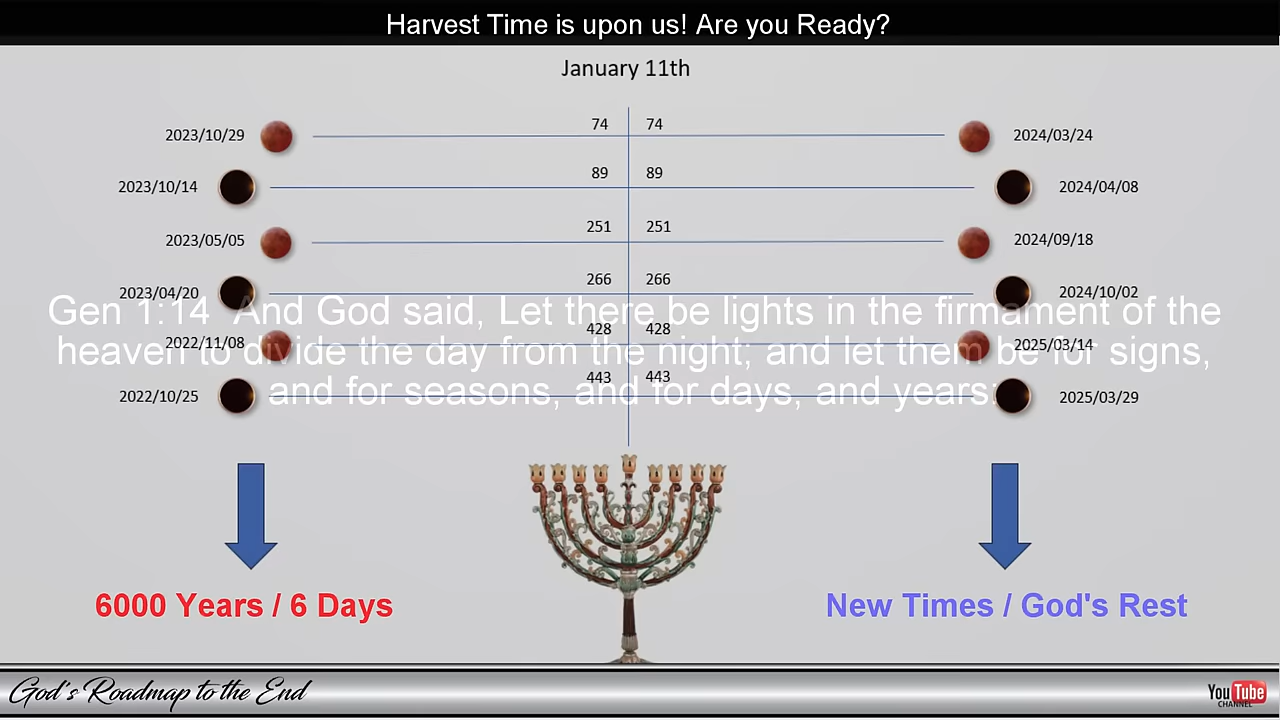 Harvest Time is upon us! Are you Ready?
January 11th
2023/10/29 74 74 2024/03/24
2023/10/14 89 89 2024/04/08
2023/05/05 251 251 2024/09/18
2023/04/20 266 266 2024/10/02
Gen 1:14 And God said, Let there be lights in the firmament of the
2022/11/08 428 428 2025/03/14
heaven to divide the day from the night; and let them be for signs,
2022/10/25 443 443 2025/03/29
and for seasons, and for days, and years:
6000 Years / 6 Days
New Times / God's Rest
God's Roadmap to the End
YouTube
CHANNEL